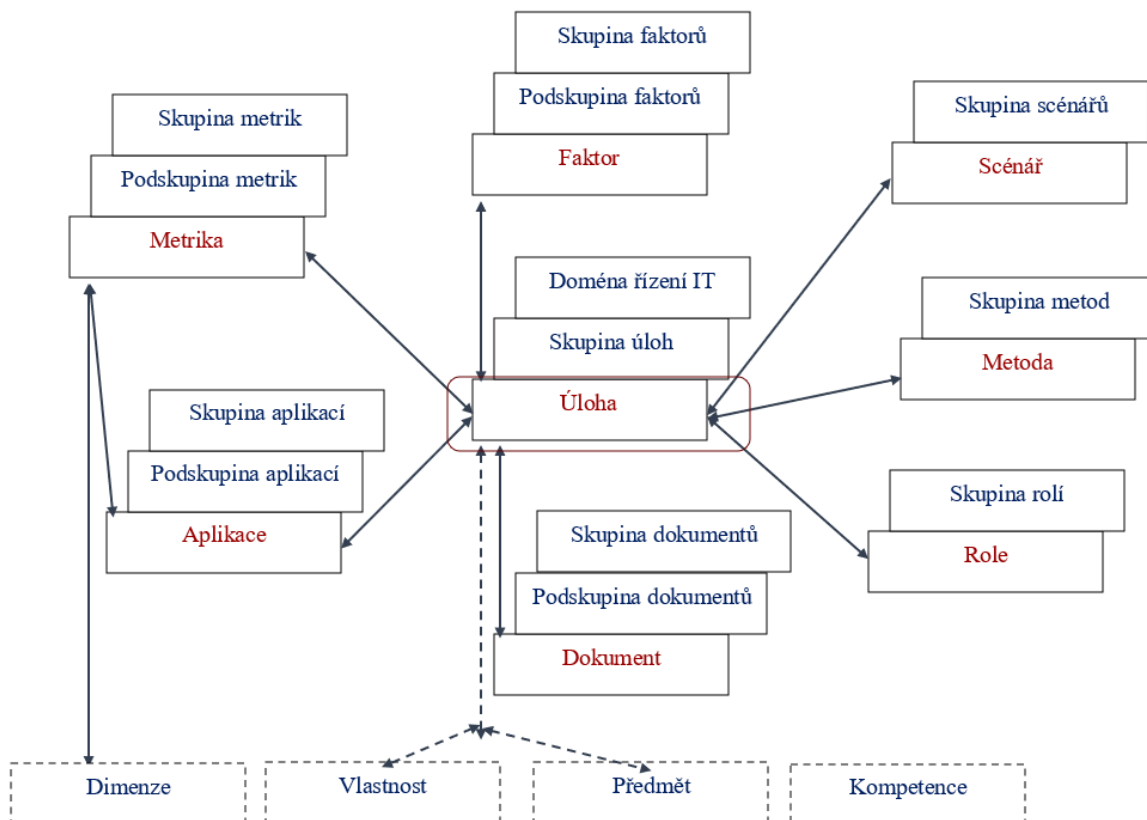 Skupina faktorů
Podskupina faktorů
Faktor
Skupina metrik
Podskupina metrik
Metrika
Skupina scénářů
Scénář
Doména řízení IT
Skupina úloh
Úloha
Skupina metod
Metoda
Skupina aplikací
Podskupina aplikací
Aplikace
Skupina rolí
Role
Skupina dokumentů
Podskupina dokumentů
Dokument
Dimenze
Vlastnost
Předmět
Kompetence